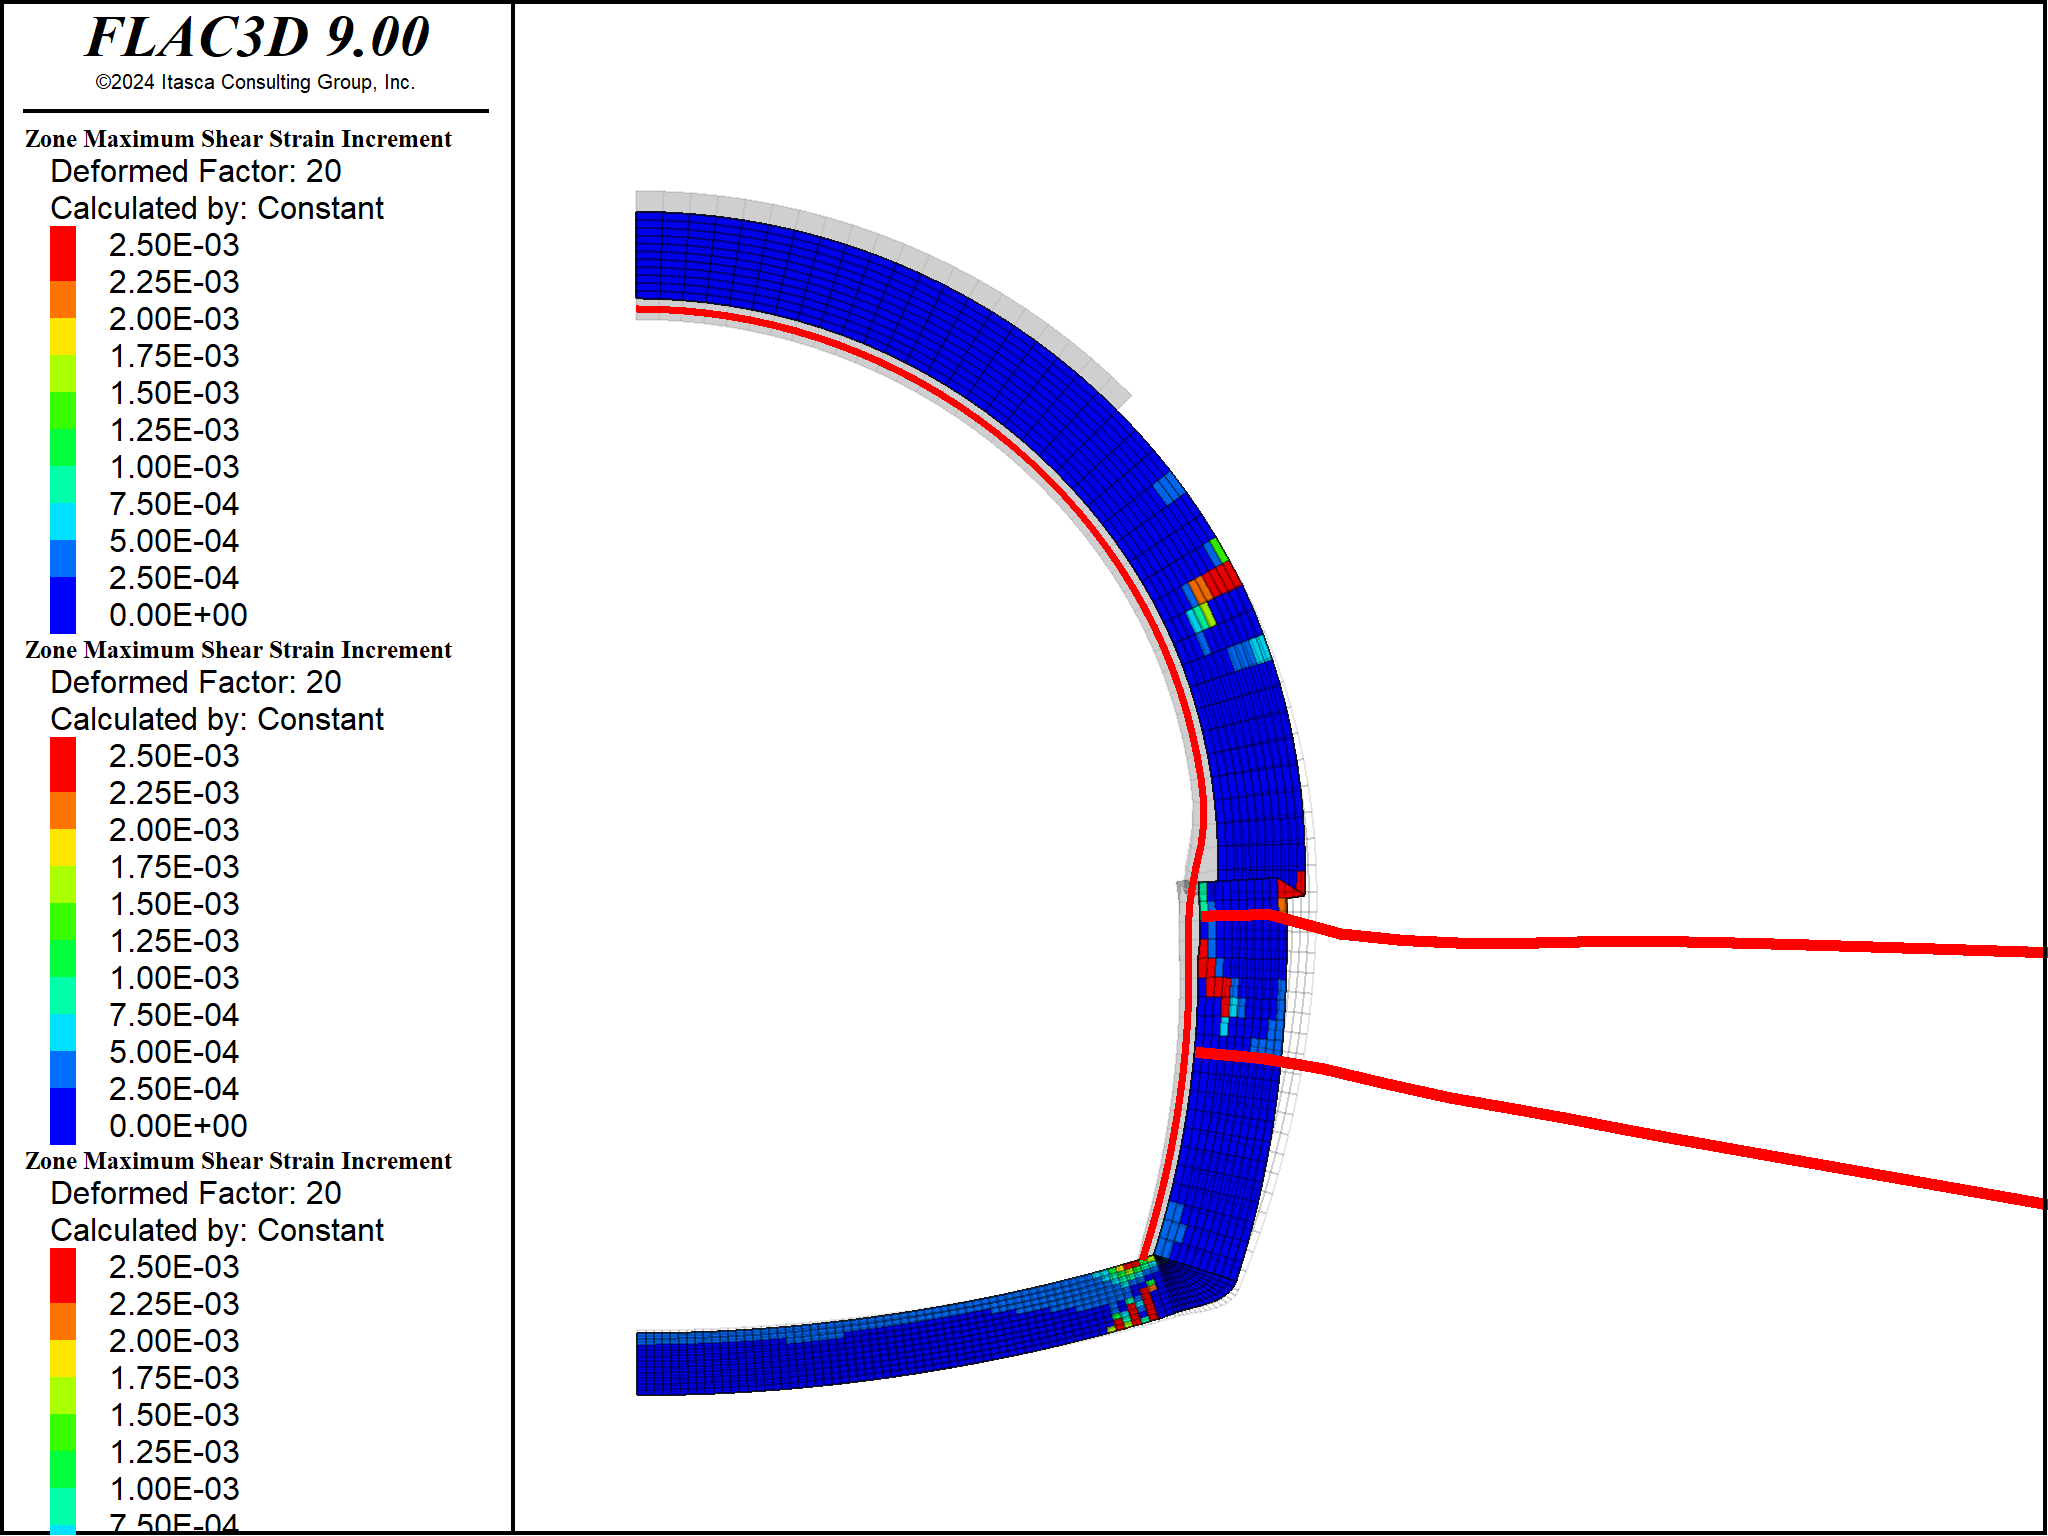 FLAC3D 9.00
©2024 Itasca Consulting Group, Inc.
Zone Maximum Shear Strain Increment
Deformed Factor: 20
Calculated by: Constant
2.50E-03
2.25E-03
2.00E-03
1.75E-03
1.50E-03
1.25E-03
1.00E-03
7.50E-04
5.00E-04
2.50E-04
0.00E+00
Zone Maximum Shear Strain Increment
Deformed Factor: 20
Calculated by: Constant
2.50E-03
2.25E-03
2.00E-03
1.75E-03
1.50E-03
1.25E-03
1.00E-03
7.50E-04
5.00E-04
2.50E-04
0.00E+00
Zone Maximum Shear Strain Increment
Deformed Factor: 20
Calculated by: Constant
2.50E-03
2.25E-03
2.00E-03
1.75E-03
1.50E-03
1.25E-03
1.00E-03
7.50E-04